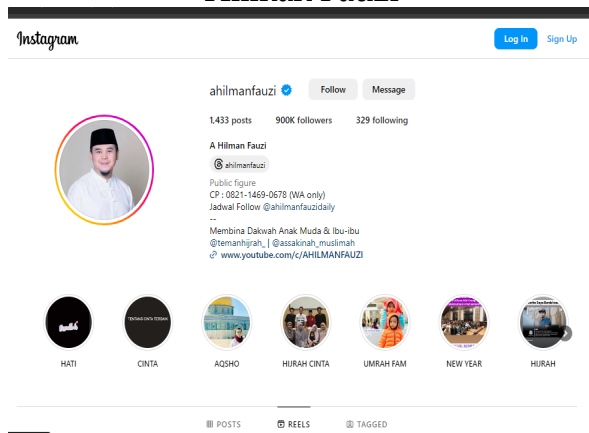 Instagram
Log In
Sign Up
ahilmanfauzi
Follow
Message
1,433 posts 900K followers 329 following
A Hilman Fauzi
ahilmanfauzi
Public figure
CP : 0821-1469-0678 (WA only)
Jadwal Follow @ahilmanfauzidaily
--
Membina Dakwah Anak Muda & Ibu-ibu
@temanhijrah_ | @assakinah_muslimah
www.youtube.com/c/AHILMANFAUZI
TENTANG CINTA TERBAIK
HATI CINTA AQSHO HIJRAH CINTA UMRAH FAM NEW YEAR HIJRAH
POSTS REELS TAGGED